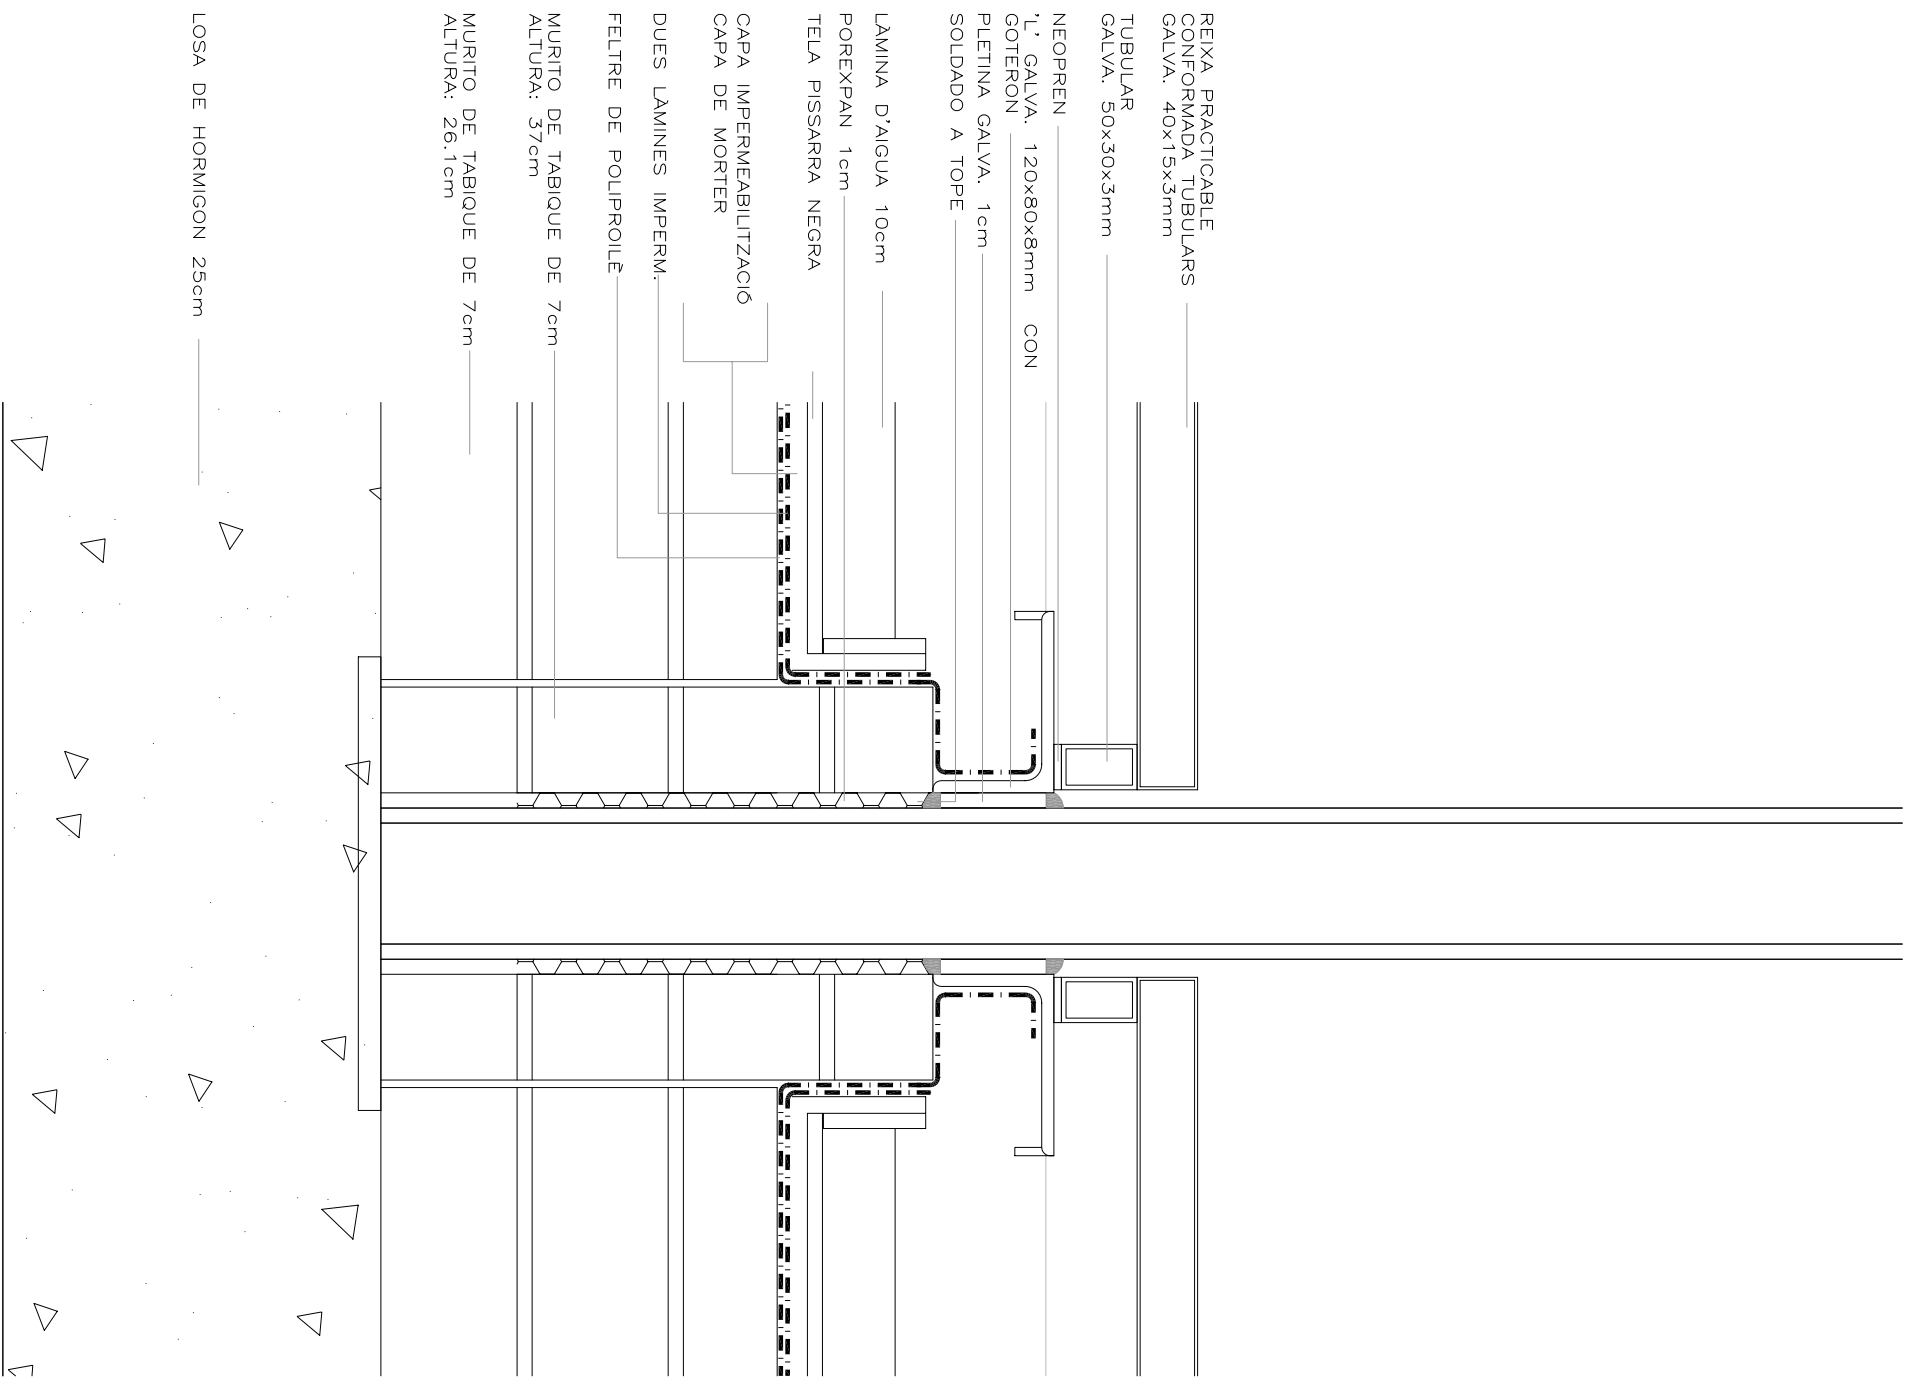 REIXA PRACTICABLE
CONFORMADA TUBULARS
GALVA. 40x15x3mm
TUBULAR
GALVA. 50x30x3mm
NEOPREN
'L' GALVA. 120x80x8mm CON
GOTERON
PLETINA GALVA. 1cm
SOLDADO A TOPE
LÀMINA D'AIGUA 10cm
POREXPAN 1cm
TELA PISSARRA NEGRA
CAPA IMPERMEABILITZACIÓ
CAPA DE MORTER
DUES LÀMINES IMPERM.
FELTRE DE POLIPROILÈ
MURITO DE TABIQUE DE 7cm
ALTURA: 37cm
MURITO DE TABIQUE DE 7cm
ALTURA: 26.1cm
LOSA DE HORMIGON 25cm